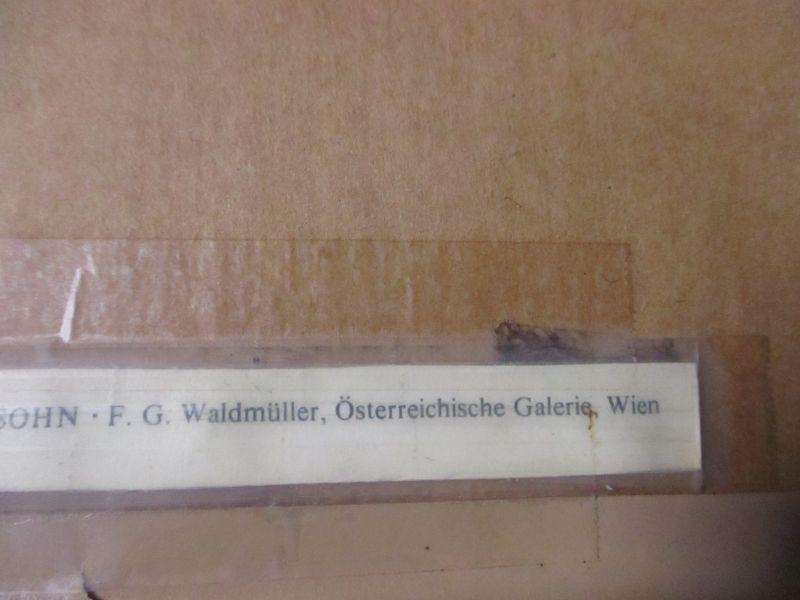 SOHN · F. G. Waldmüller, Österreichische Galerie, Wien